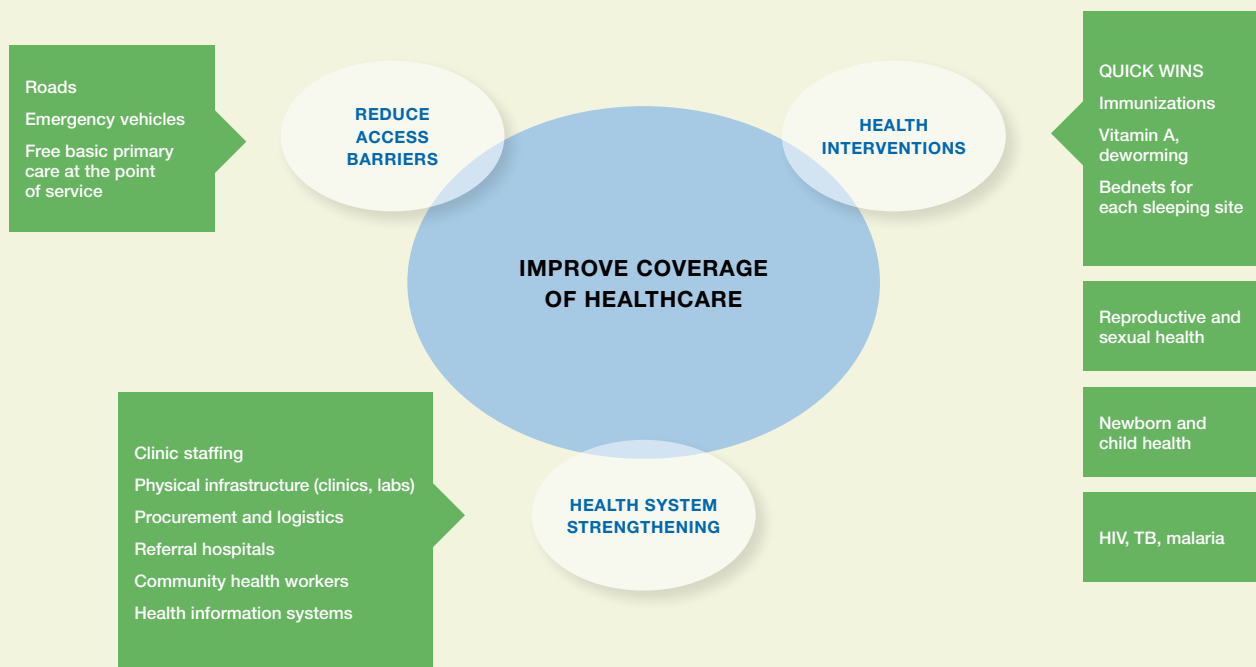 Roads
Emergency vehicles
Free basic primary
care at the point
of service
REDUCE
ACCESS
BARRIERS
HEALTH
INTERVENTIONS
QUICK WINS
Immunizations
Vitamin A,
deworming
Bednets for
each sleeping site
IMPROVE COVERAGE
OF HEALTHCARE
Reproductive and
sexual health
Newborn and
child health
HIV, TB, malaria
Clinic staffing
Physical infrastructure (clinics, labs)
Procurement and logistics
Referral hospitals
Community health workers
Health information systems
HEALTH SYSTEM
STRENGTHENING